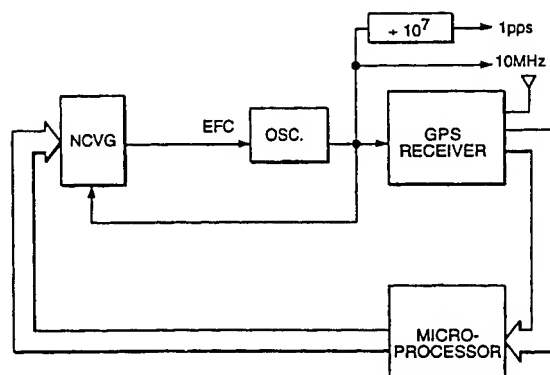 ÷ 10⁷
1pps
10MHz
NCVG
EFC
OSC.
GPS
RECEIVER
MICRO-
PROCESSOR